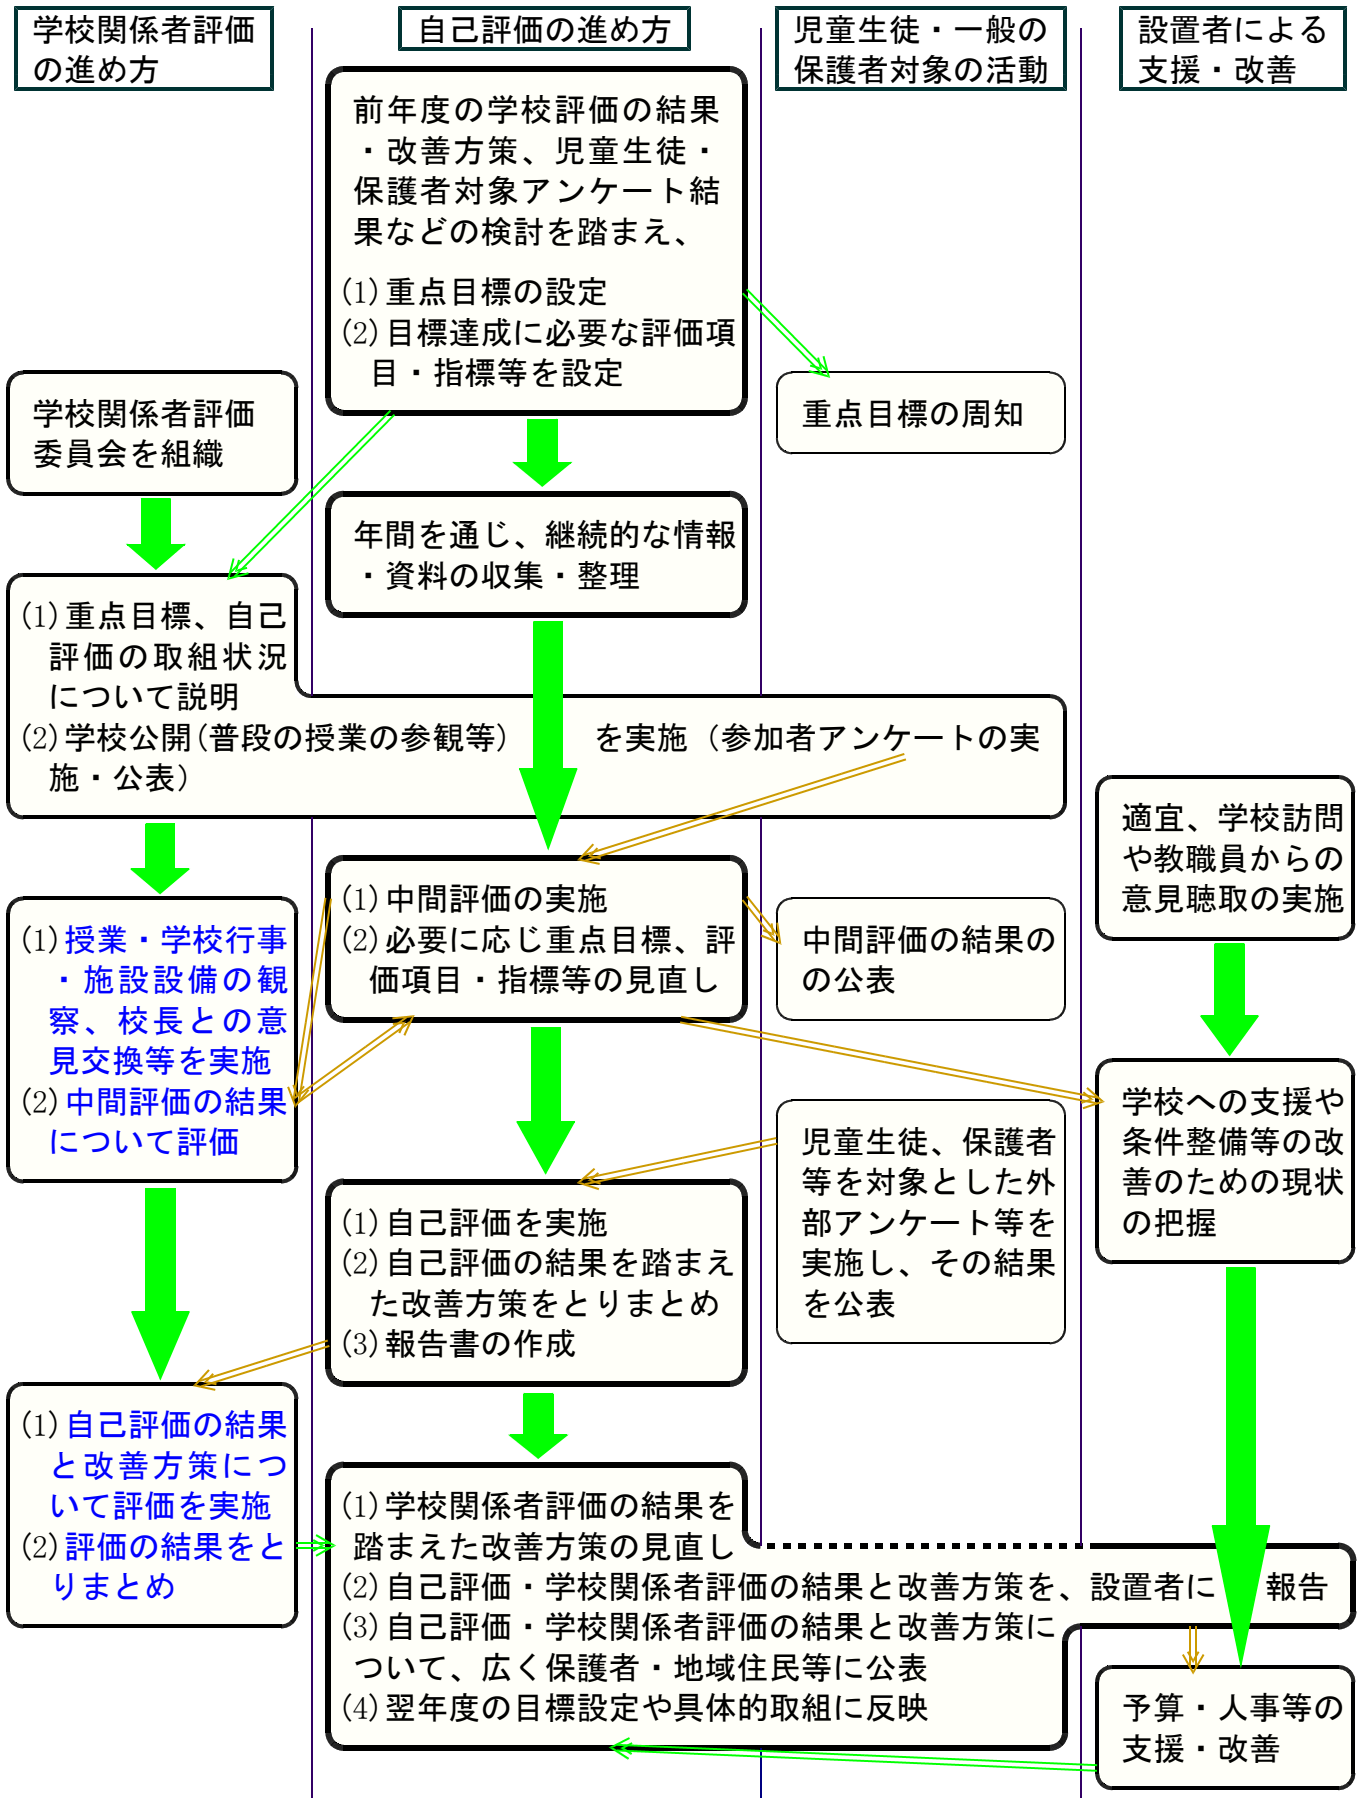 学校関係者評価
の進め方
自己評価の進め方
児童生徒・一般の
保護者対象の活動
設置者による
支援・改善
前年度の学校評価の結果
・改善方策、児童生徒・
保護者対象アンケート結
果などの検討を踏まえ、
(1)重点目標の設定
(2)目標達成に必要な評価項
目・指標等を設定
学校関係者評価
委員会を組織
重点目標の周知
年間を通じ、継続的な情報
・資料の収集・整理
(1)重点目標、自己
評価の取組状況
について説明
(2)学校公開(普段の授業の参観等) を実施(参加者アンケートの実
施・公表)
適宜、学校訪問
や教職員からの
意見聴取の実施
(1)中間評価の実施
(2)必要に応じ重点目標、評
価項目・指標等の見直し
(1)授業・学校行事
・施設設備の観
察、校長との意
見交換等を実施
(2)中間評価の結果
について評価
中間評価の結果の
の公表
学校への支援や
条件整備等の改
善のための現状
の把握
児童生徒、保護者
等を対象とした外
部アンケート等を
実施し、その結果
を公表
(1)自己評価を実施
(2)自己評価の結果を踏まえ
た改善方策をとりまとめ
(3)報告書の作成
(1)自己評価の結果
と改善方策につ
いて評価を実施
(2)評価の結果をと
りまとめ
(1)学校関係者評価の結果を
踏まえた改善方策の見直し
(2)自己評価・学校関係者評価の結果と改善方策を、設置者に 報告
(3)自己評価・学校関係者評価の結果と改善方策に
ついて、広く保護者・地域住民等に公表
(4)翌年度の目標設定や具体的取組に反映
予算・人事等の
支援・改善